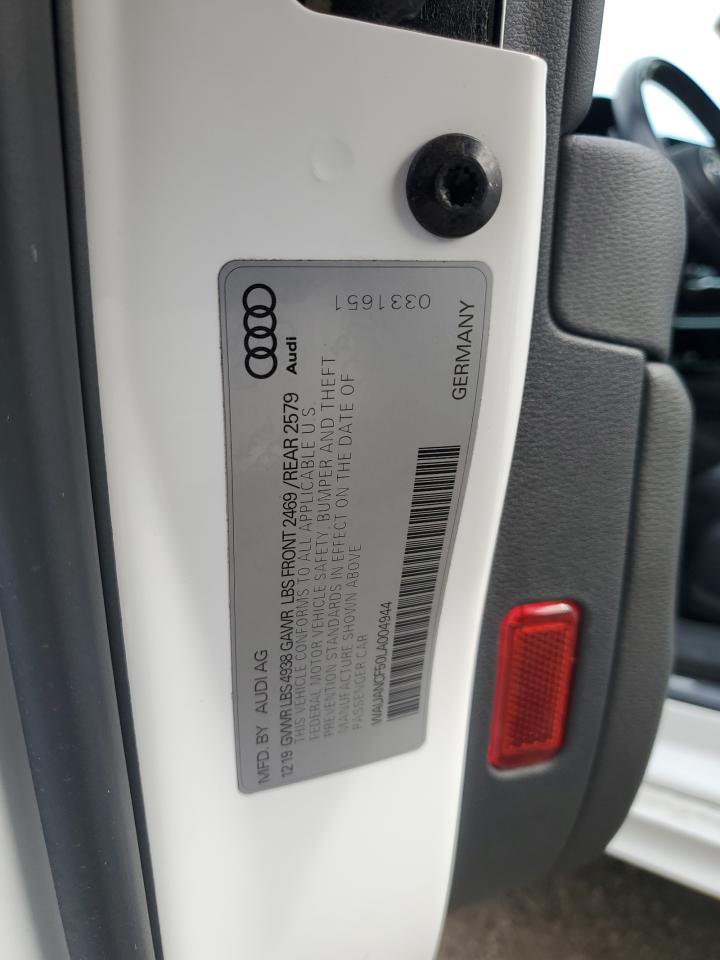 Audi
0331651
MFD. BY AUDI AG
12 19 GVWR LBS 4938 GAWR LBS FRONT 2469 /REAR 2579
THIS VEHICLE CONFORMS TO ALL APPLICABLE U S
FEDERAL MOTOR VEHICLE SAFETY. BUMPER AND THEFT
PREVENTION STANDARDS IN EFFECT ON THE DATE OF
MANUFACTURE SHOWN ABOVE
PASSENGER CAR
WAUANCF50LA004944
GERMANY